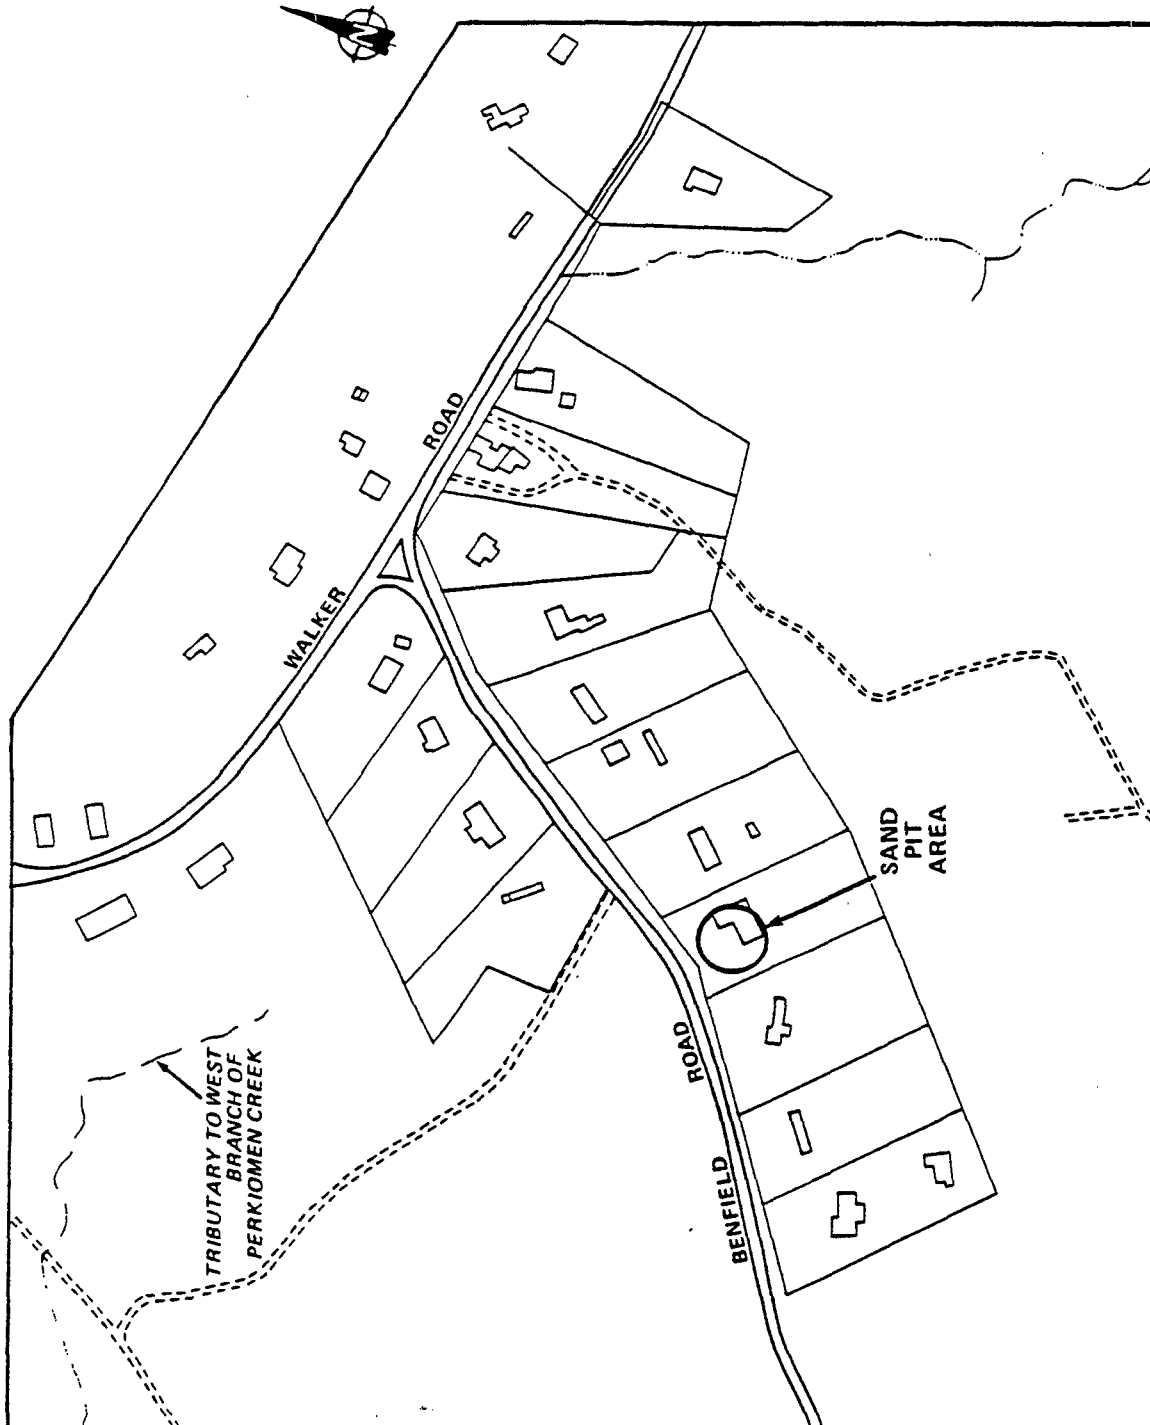 N
WALKER
ROAD
SAND
PIT
AREA
ROAD
BENFIELD
TRIBUTARY TO WEST
BRANCH OF
PERKIOMEN CREEK